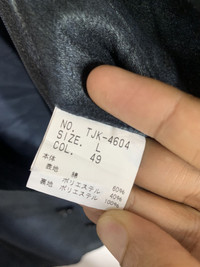 NO. TJK-4604
SIZE. L
COL. 49
本体
表地 綿 60%
ポリエステル 40%
裏地 ポリエステル 100%